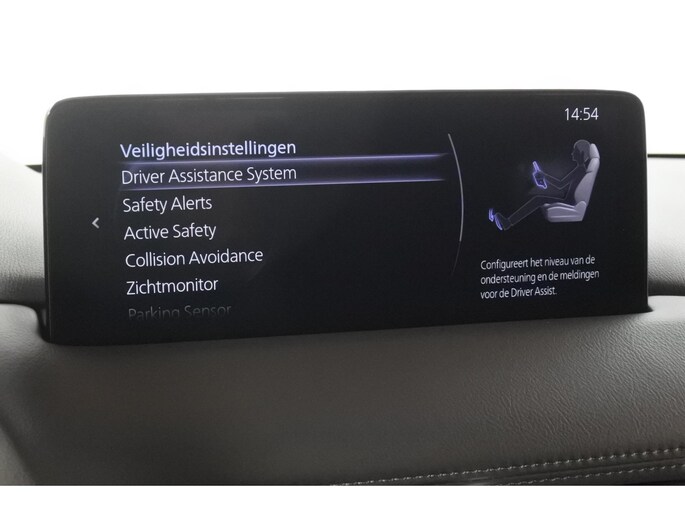 14:54
Veiligheidsinstellingen
Driver Assistance System
Safety Alerts
Active Safety
Collision Avoidance
Zichtmonitor
Parking Sensor
Configureert het niveau van de
ondersteuning en de meldingen
voor de Driver Assist.